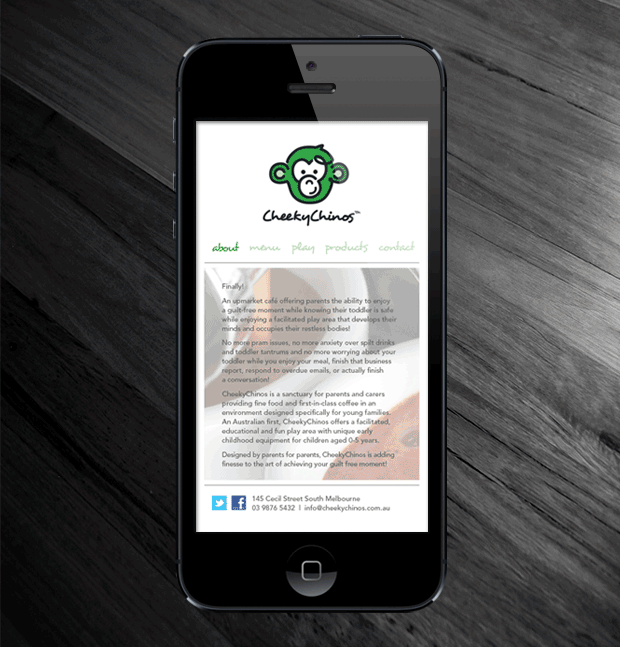 CheekyChinos™
about menu play products contact
Finally!
An upmarket café offering parents the ability to enjoy
a guilt-free moment while knowing their toddler is safe
while enjoying a facilitated play area that develops their
minds and occupies their restless bodies!
No more pram issues, no more anxiety over spilt drinks
and toddler tantrums and no more worrying about your
toddler while you enjoy your meal, finish that business
report, respond to overdue emails, or actually finish
a conversation!
CheekyChinos is a sanctuary for parents and carers
providing fine food and first-in-class coffee in an
environment designed specifically for young families.
An Australian first, CheekyChinos offers a facilitated,
educational and fun play area with unique early
childhood equipment for children aged 0-5 years.
Designed by parents for parents, CheekyChinos is adding
finesse to the art of achieving your guilt free moment!
145 Cecil Street South Melbourne
03 9876 5432 | info@cheekychinos.com.au